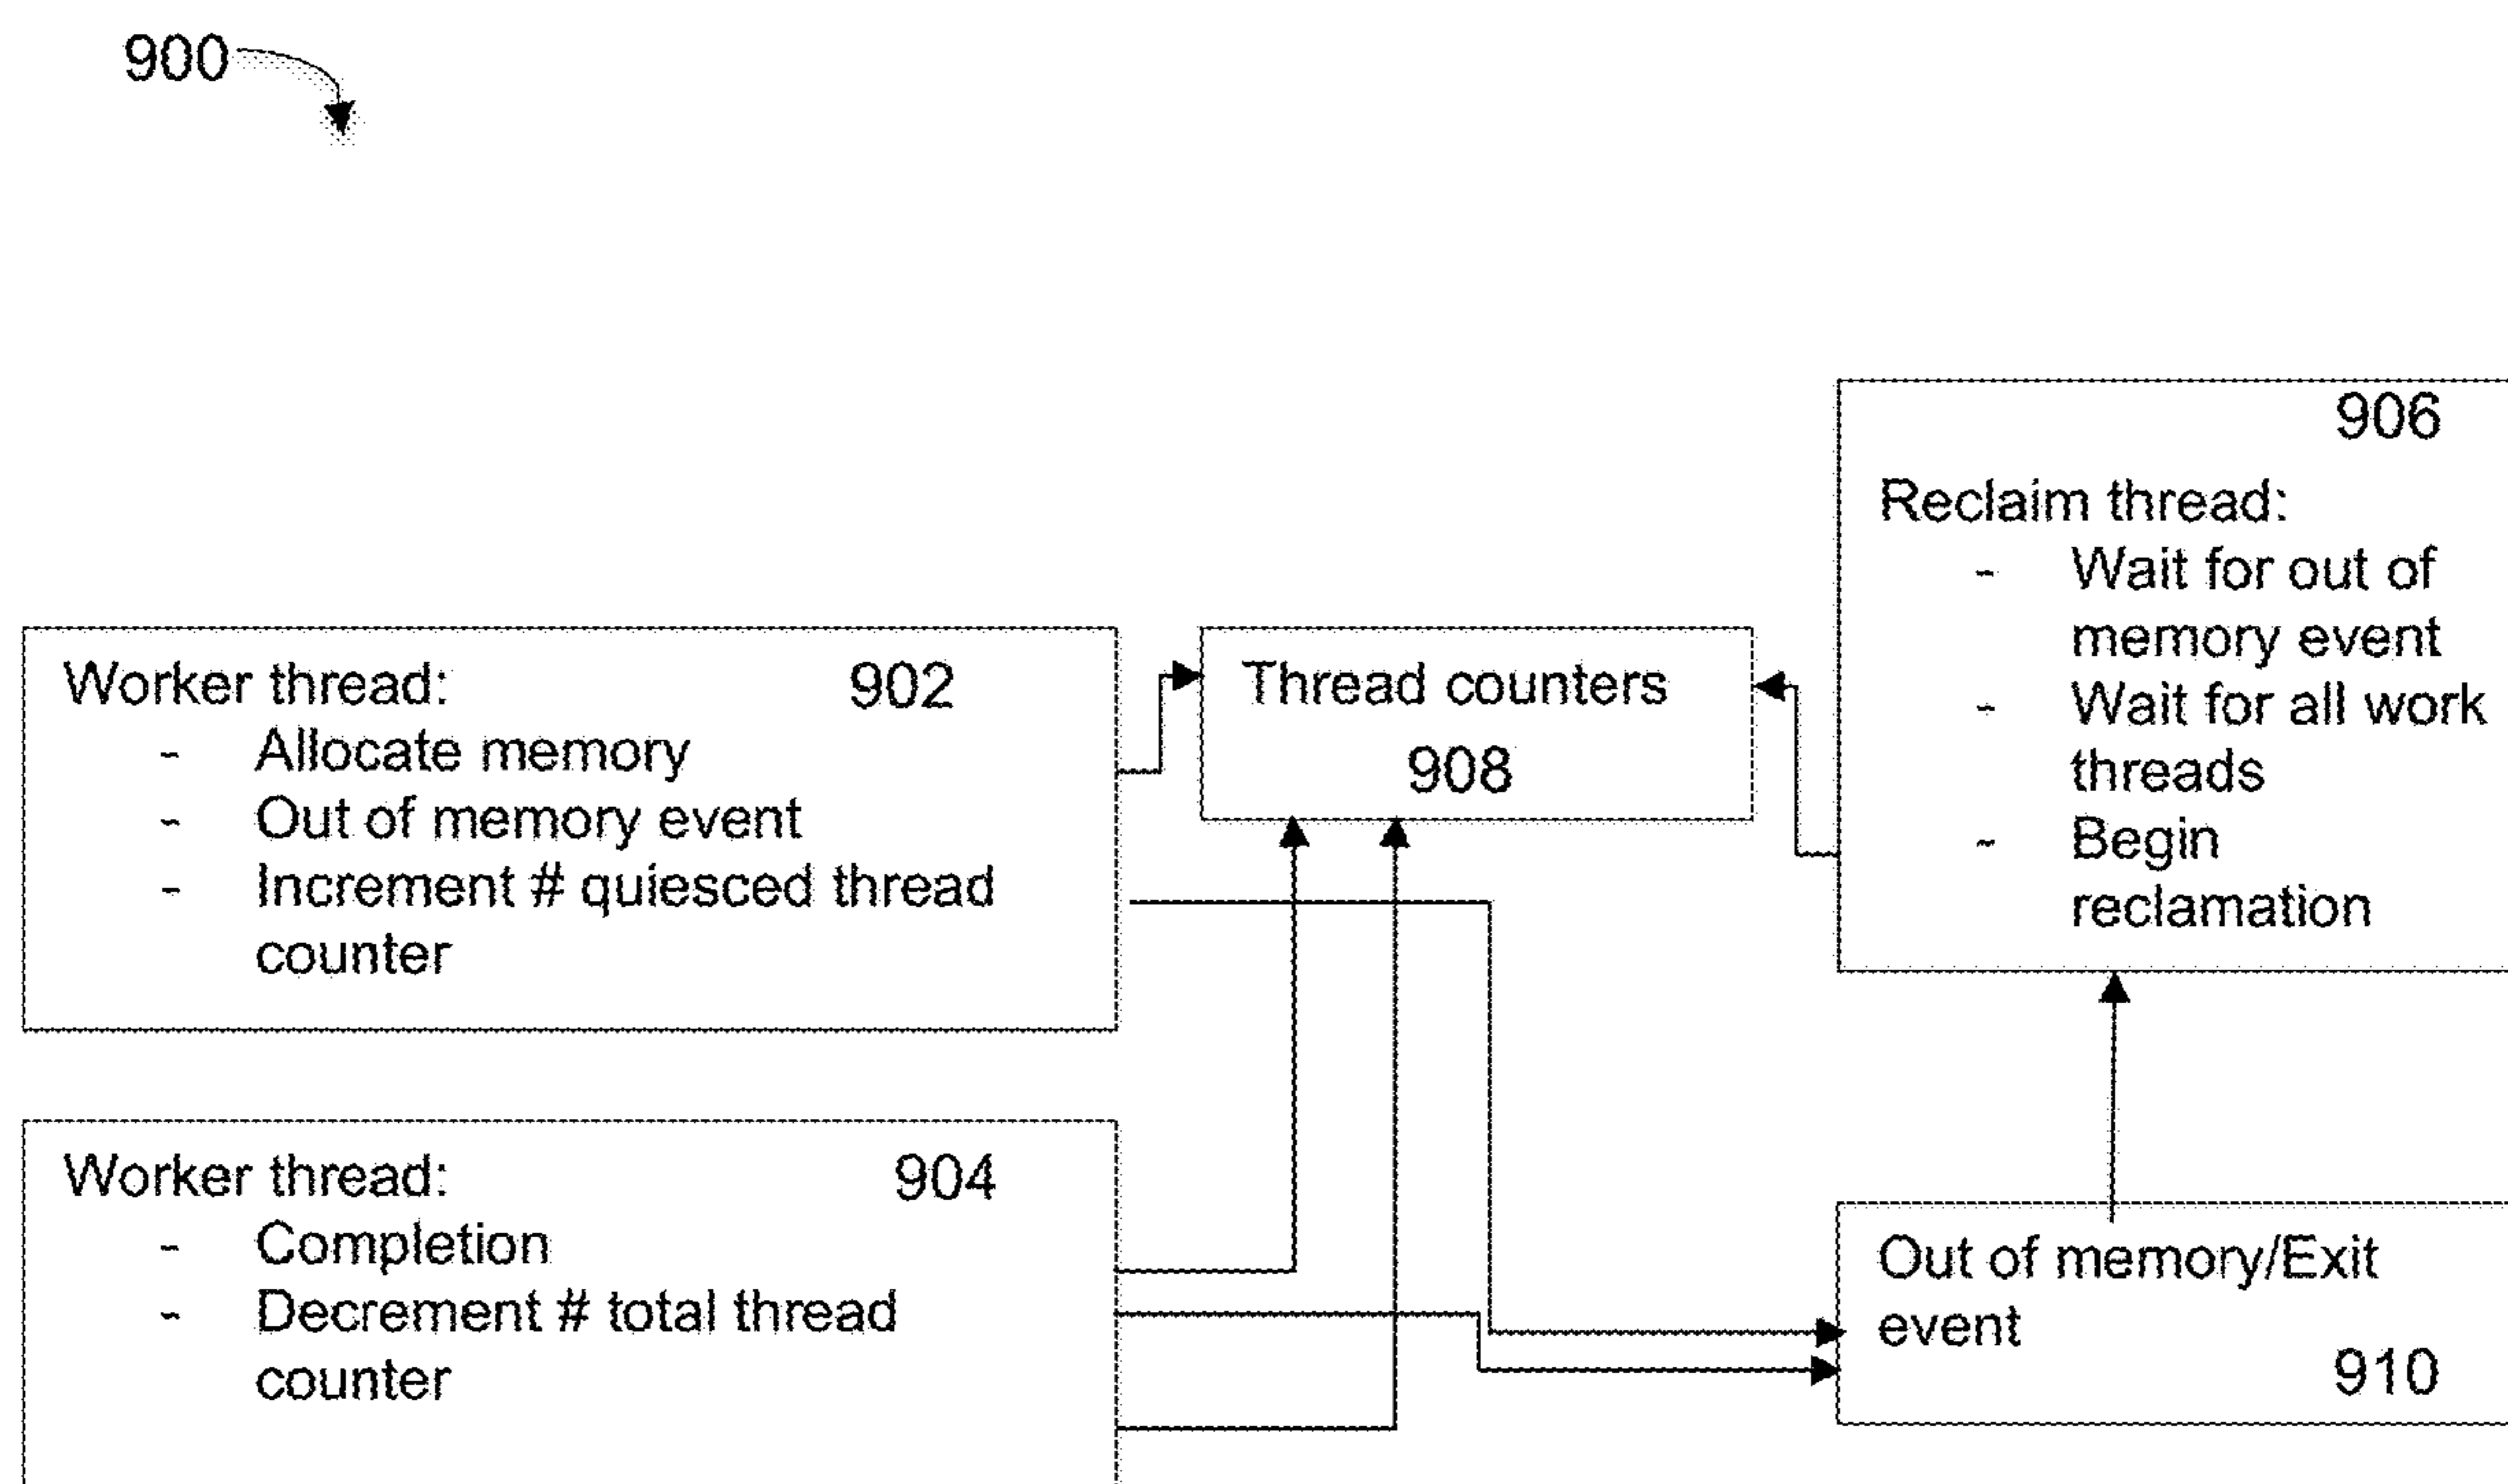 900
906
Reclaim thread:
- Wait for out of
memory event
- Wait for all work
threads
- Begin
reclamation
Worker thread: 902
- Allocate memory
- Out of memory event
- Increment # quiesced thread
counter
Thread counters
908
Worker thread: 904
- Completion
- Decrement # total thread
counter
Out of memory/Exit
event
910